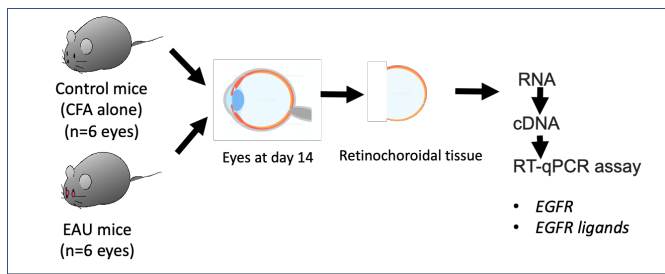 Control mice
(CFA alone)
(n=6 eyes)
EAU mice
(n=6 eyes)
Eyes at day 14
Retinochoroidal tissue
RNA
cDNA
RT-qPCR assay
• EGFR
• EGFR ligands